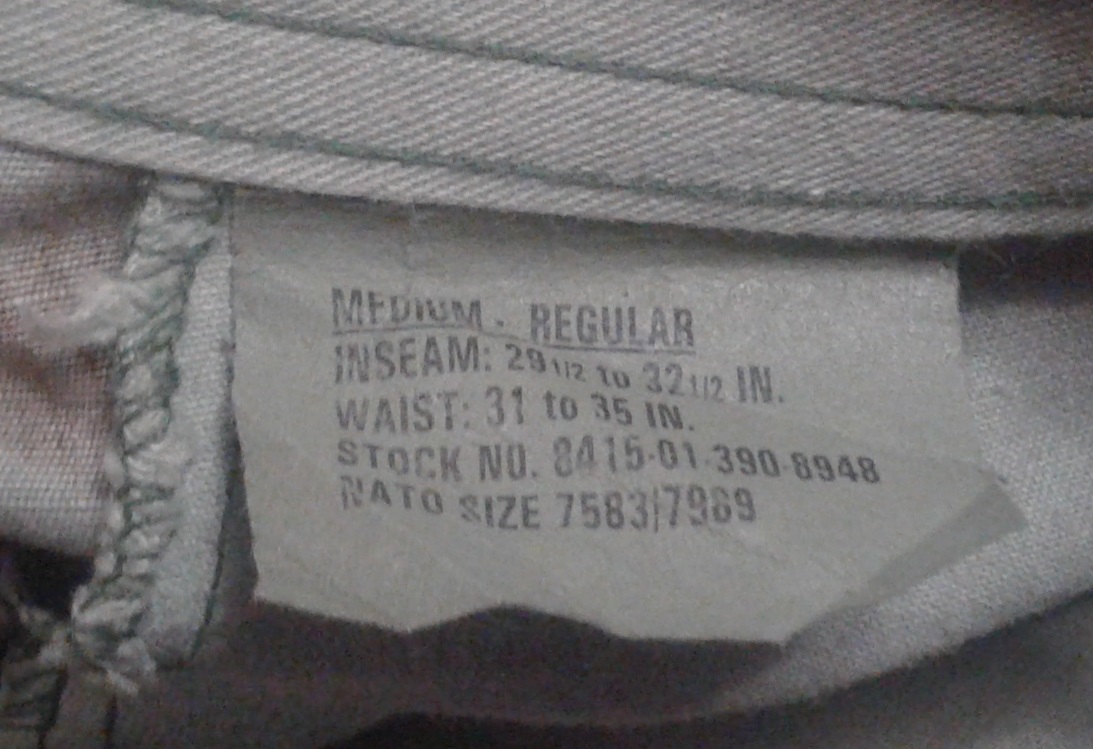 MEDIUM - REGULAR
INSEAM: 29 1/2 to 32 1/2 IN.
WAIST: 31 to 35 IN.
STOCK NO. 8415-01-390-8948
NATO SIZE 7583/7989